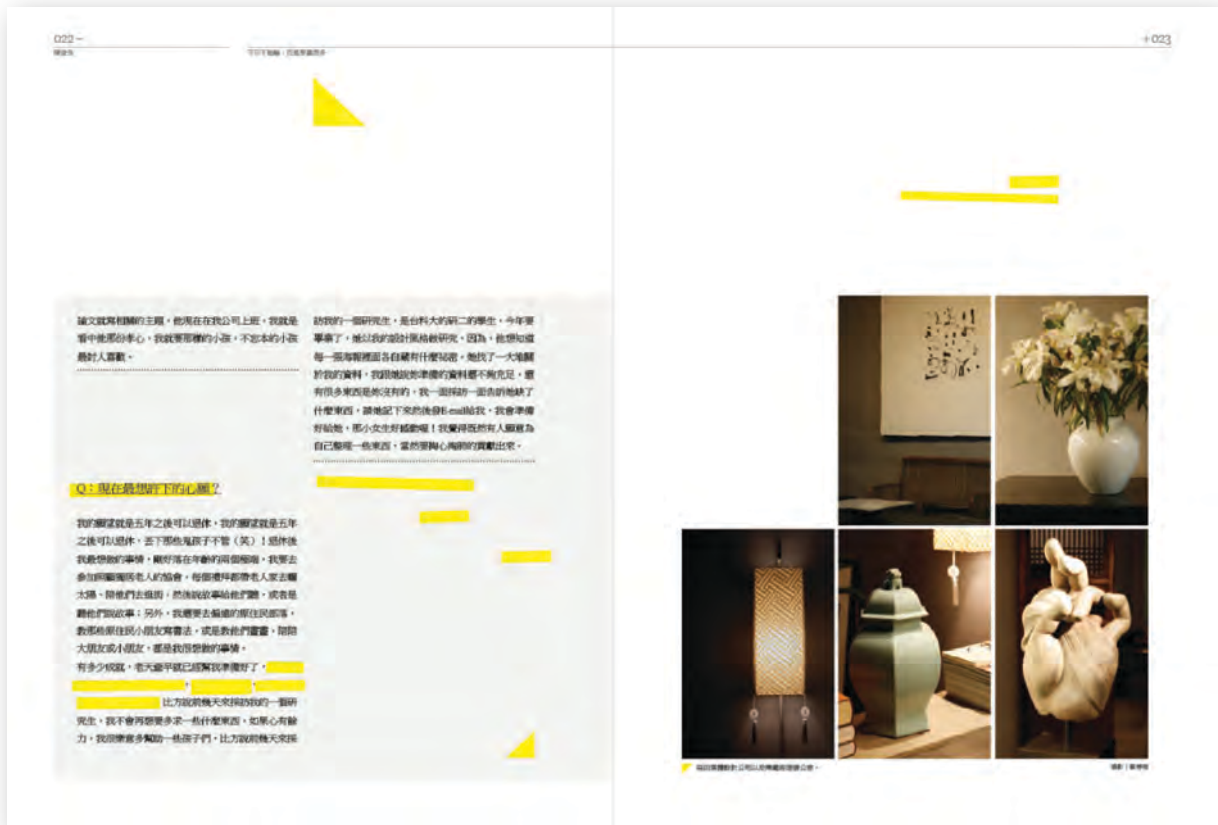 022 —
+ 023
論文就寫相關的主題，他現在在我公司上班，我就是
看中他那份孝心，我就要那樣的小孩，不忘本的小孩
最討人喜歡。
Q：現在最想許下的心願？
我的願望就是五年之後可以退休，我的願望就是五年
之後可以退休，丟下那些鬼孩子不管（笑）！退休後
我最想做的事情，剛好落在年齡的兩個極端，我要去
參加照顧獨居老人的協會，每個禮拜都帶老人家去曬
太陽、陪他們去逛街，然後說故事給他們聽，或者是
聽他們說故事；另外，我還要去偏遠的原住民部落，
教那些原住民小朋友寫書法，或是教他們畫畫，陪陪
大朋友或小朋友，都是我很想做的事情。
有多少成就，老天爺早就已經幫我準備好了，
比方說前幾天來採訪我的一個研
究生，我不會再想要多求一些什麼東西，如果心有餘
力，我很樂意多幫助一些孩子們，比方說前幾天來採
訪我的一個研究生，是台科大的研二的學生，今年要
畢業了，她以我的設計風格做研究，因為，他想知道
每一張海報裡面各自藏有什麼祕密，她找了一大堆關
於我的資料，我跟她說妳準備的資料都不夠充足，還
有很多東西是妳沒有的，我一面採訪一面告訴她缺了
什麼東西，請她記下來然後發E-mail給我，我會準備
好給她，那小女生好感動喔！我覺得既然有人願意為
自己整理一些東西，當然要掏心掏肺的貢獻出來。